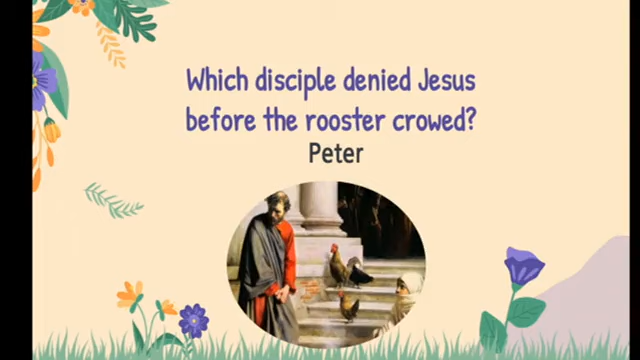 Which disciple denied Jesus
before the rooster crowed?
Peter